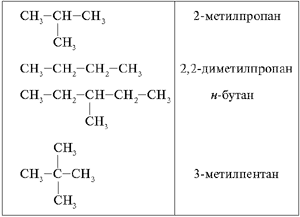 CH₃−CH−CH₃ 2-метилпропан
CH₃
CH₃−CH₂−CH₂−CH₃ 2,2-диметилпропан
CH₃−CH₂−CH−CH₂−CH₃ н-бутан
CH₃
CH₃
CH₃−C−CH₃ 3-метилпентан
CH₃